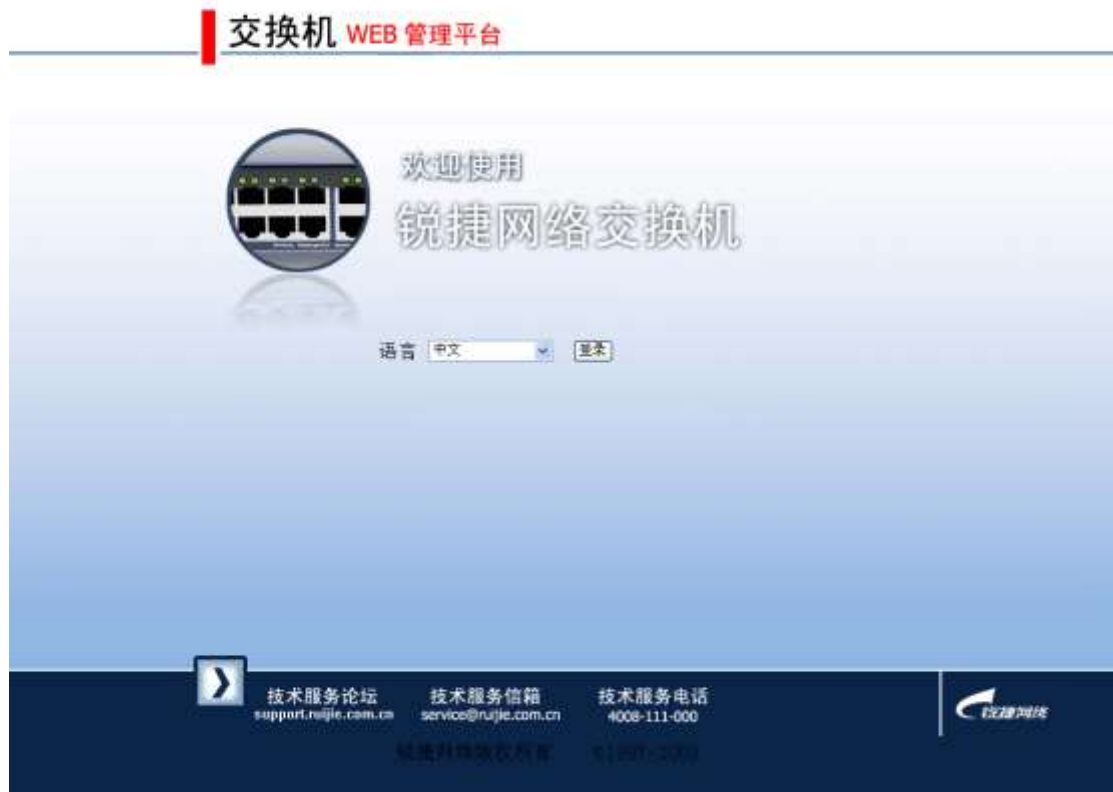 交换机 WEB 管理平台
欢迎使用
锐捷网络交换机
语言 中文 登录
技术服务论坛 技术服务信箱 技术服务电话
support.ruijie.com.cn service@ruijie.com.cn 4008-111-000
锐捷网络